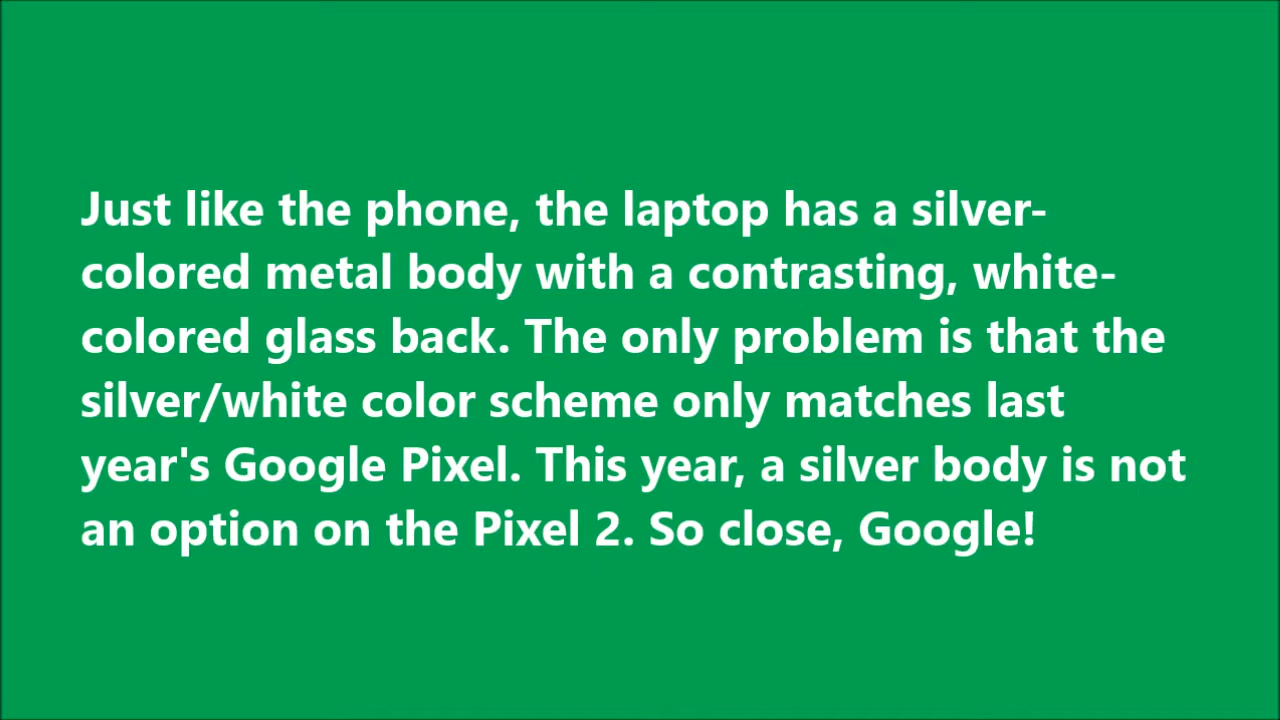 Just like the phone, the laptop has a silver-
colored metal body with a contrasting, white-
colored glass back. The only problem is that the
silver/white color scheme only matches last
year's Google Pixel. This year, a silver body is not
an option on the Pixel 2. So close, Google!